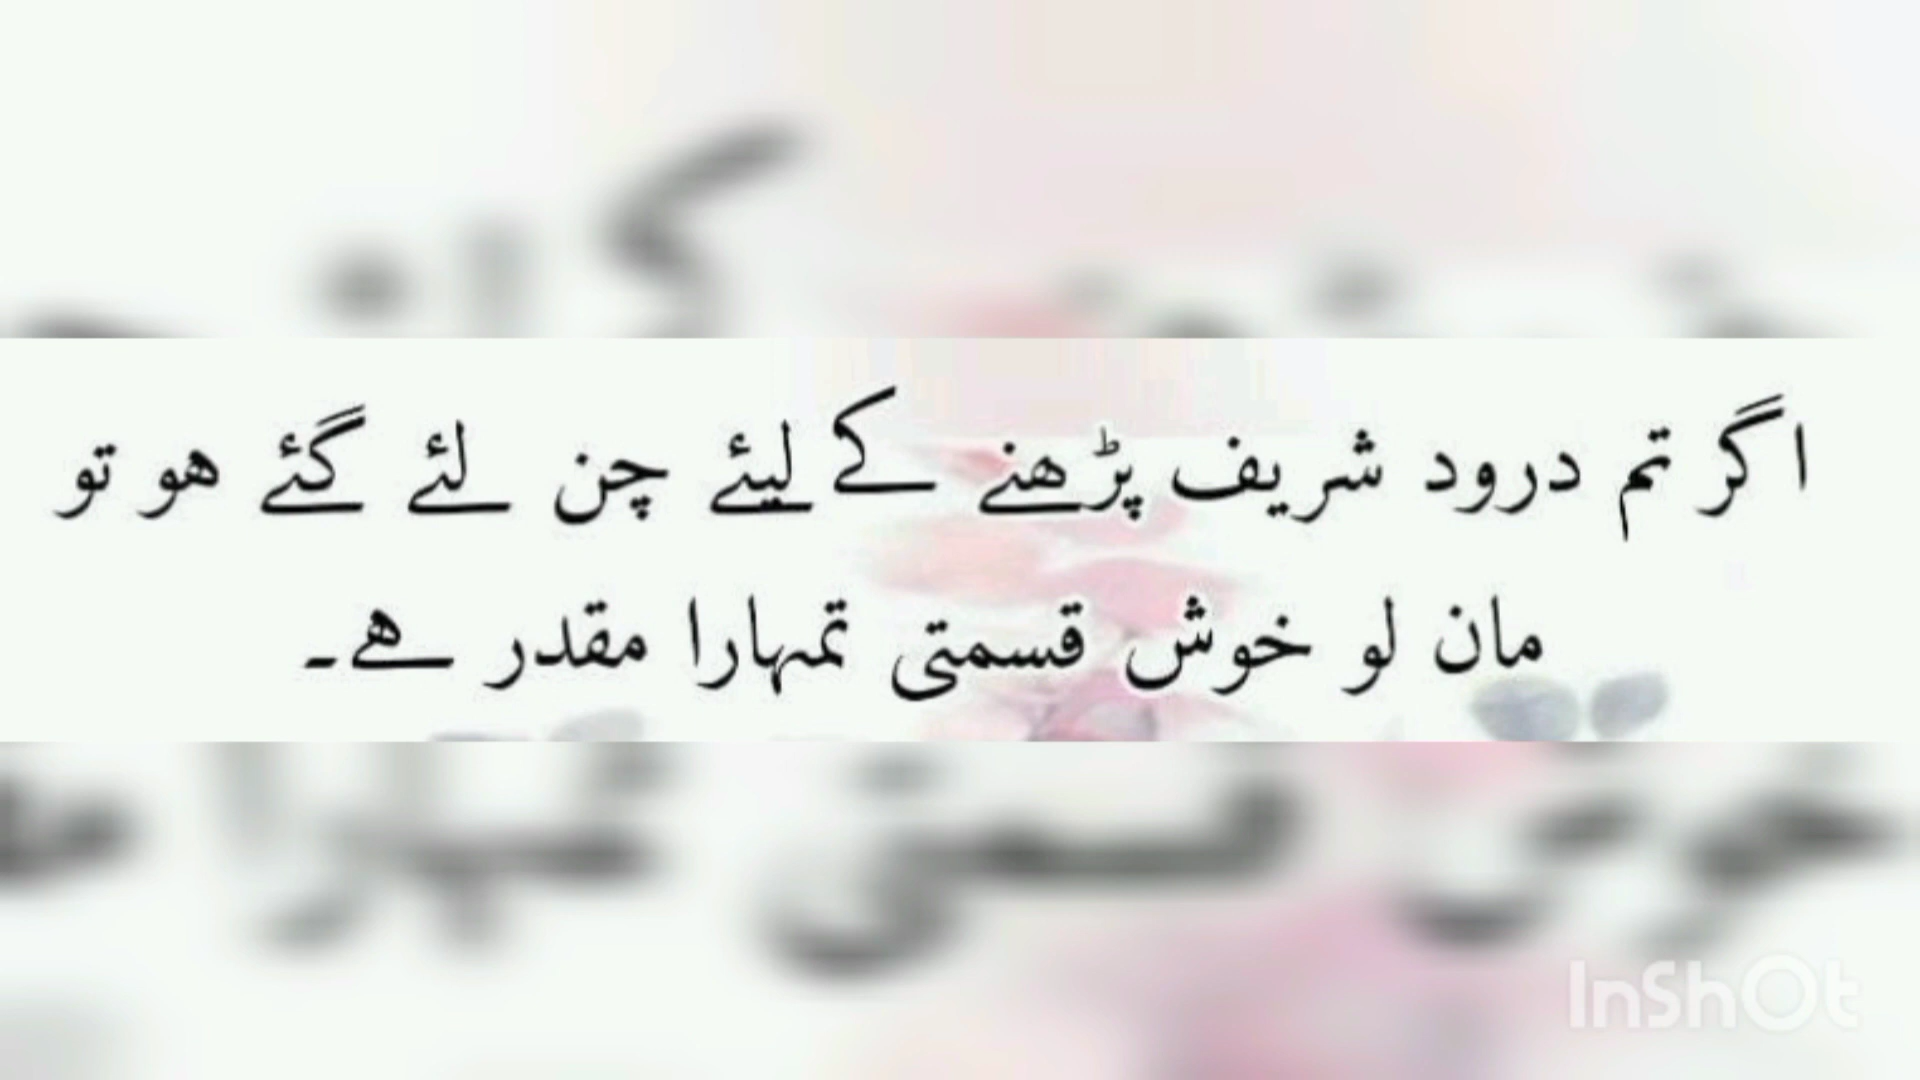 اگر تم درود شریف پڑھنے کے لیئے چن لئے گئے ھو تو
مان لو خوش قسمتی تمہارا مقدر ھے۔
InShOt